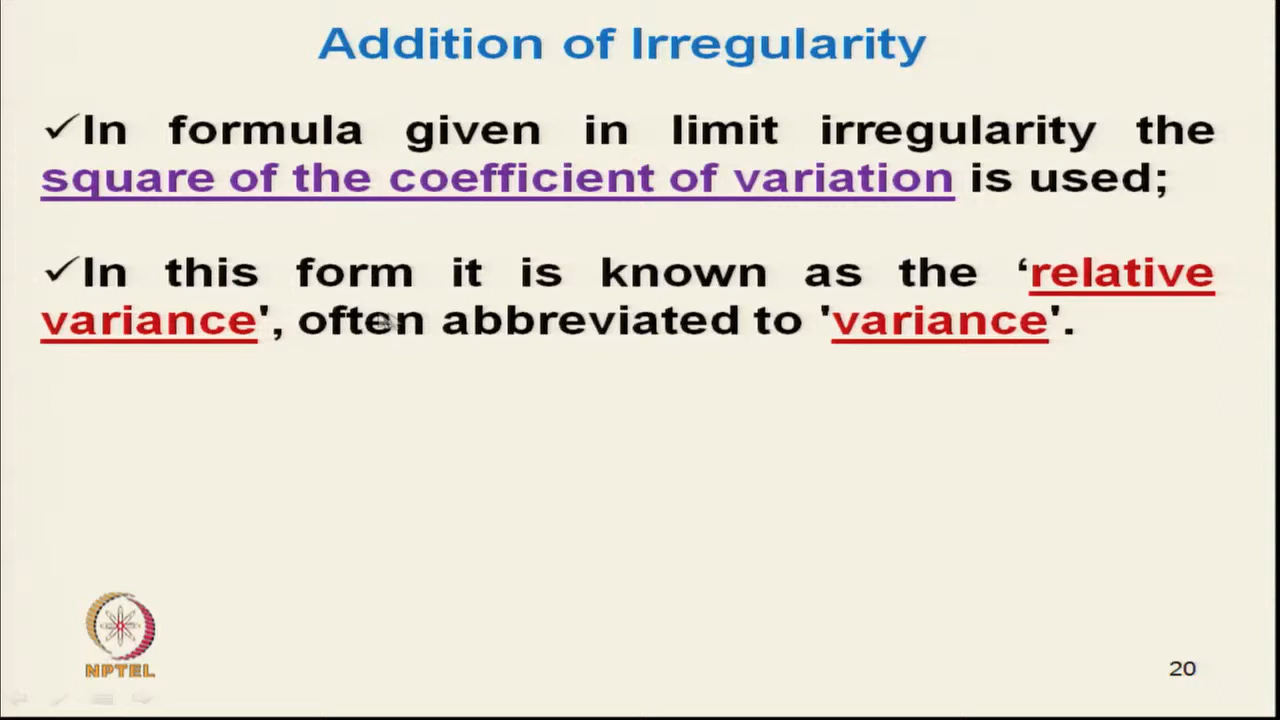 Addition of Irregularity
✓In formula given in limit irregularity the
square of the coefficient of variation is used;
✓In this form it is known as the ‘relative
variance', often abbreviated to 'variance'.
NPTEL
20